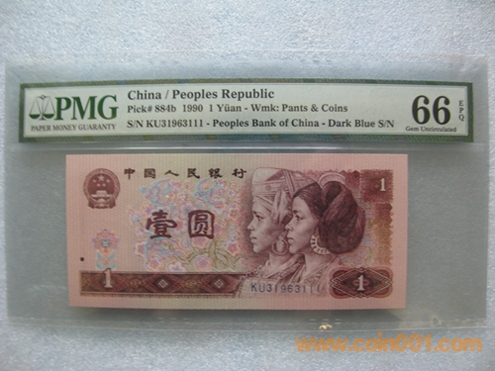 PMG
PAPER MONEY GUARANTY
China / Peoples Republic
Pick# 884b 1990 1 Yüan - Wmk: Pants & Coins
S/N KU31963111 - Peoples Bank of China - Dark Blue S/N
66 EPQ
Gem Uncirculated
中国人民银行
1
壹圆
1
KU31963111
1
www.coin001.com